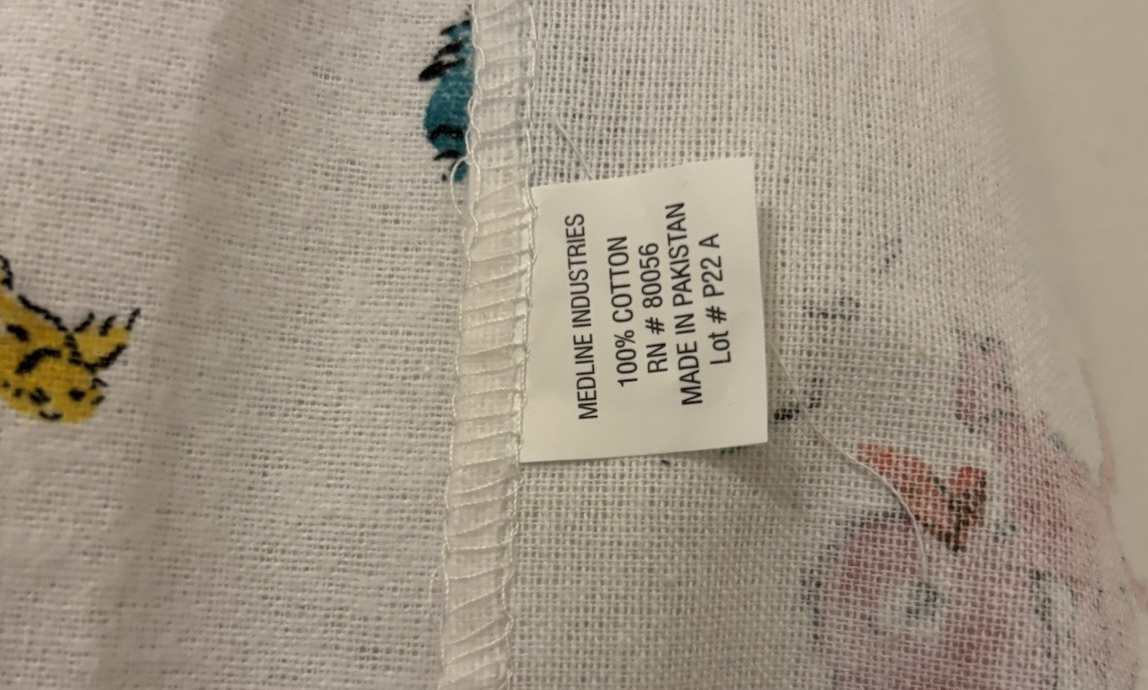 MEDLINE INDUSTRIES
100% COTTON
RN # 80056
MADE IN PAKISTAN
Lot # P22 A